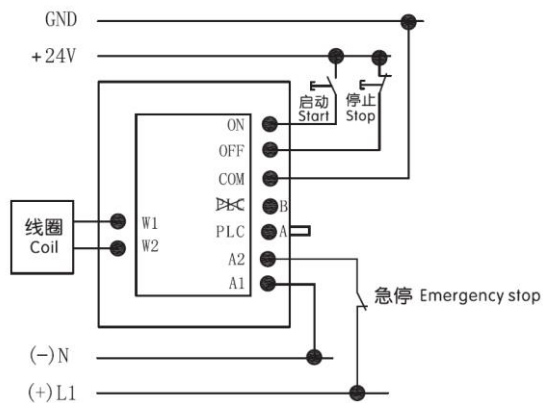 GND
+24V
启动
Start
停止
Stop
ON
OFF
COM
PLC B
PLC A
A2
A1
W1
W2
线圈
Coil
急停 Emergency stop
(-)N
(+)L1